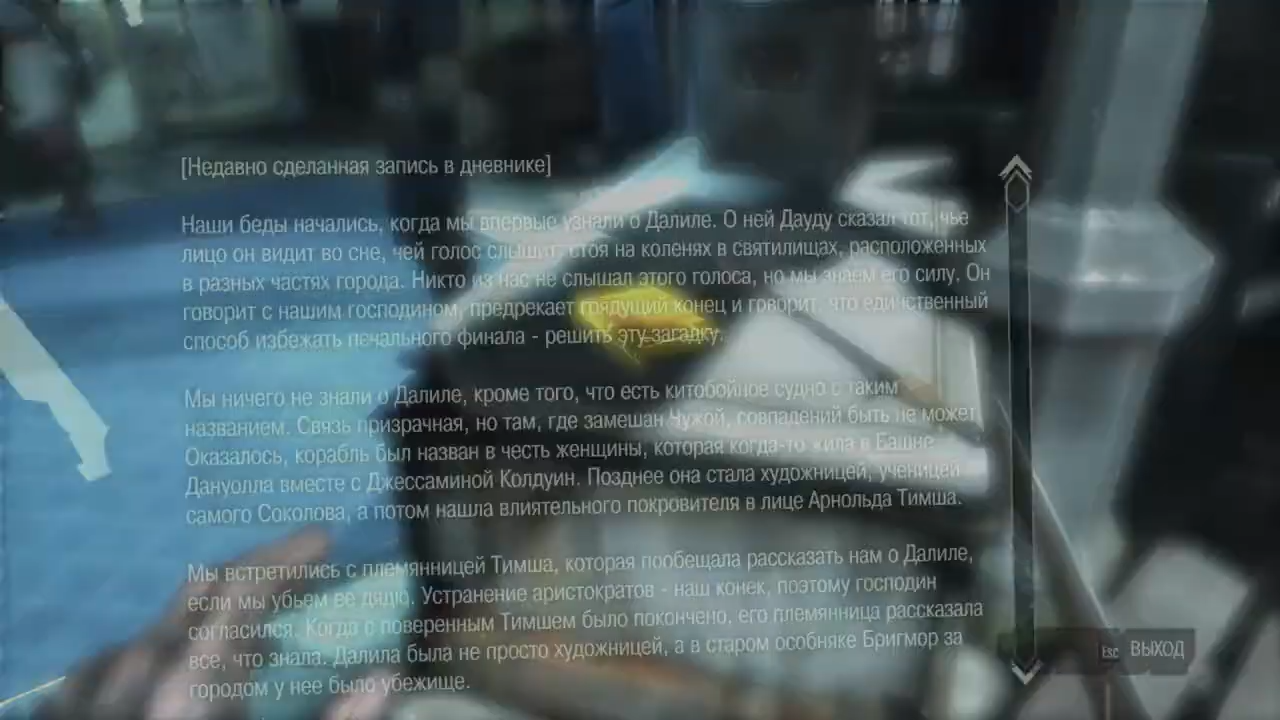 [Недавно сделанная запись в дневнике]
Наши беды начались, когда мы впервые узнали о Далиле. О ней Дауду сказал тот, чье
лицо он видит во сне, чей голос слышит, стоя на коленях в святилищах, расположенных
в разных частях города. Никто из нас не слышал этого голоса, но мы знаем его силу. Он
говорит с нашим господином, предрекает грядущий конец и говорит, что единственный
способ избежать печального финала - решить эту загадку.
Мы ничего не знали о Далиле, кроме того, что есть китобойное судно с таким
названием. Связь призрачная, но там, где замешан Чужой, совпадений быть не может.
Оказалось, корабль был назван в честь женщины, которая когда-то жила в Башне
Дануолла вместе с Джессаминой Колдуин. Позднее она стала художницей, ученицей
самого Соколова, а потом нашла влиятельного покровителя в лице Арнольда Тимша.
Мы встретились с племянницей Тимша, которая пообещала рассказать нам о Далиле,
если мы убьем ее дядю. Устранение аристократов - наш конек, поэтому господин
согласился. Когда с поверенным Тимшем было покончено, его племянница рассказала
все, что знала. Далила была не просто художницей, а в старом особняке Бригмор за
городом у нее было убежище.
Esc ВЫХОД